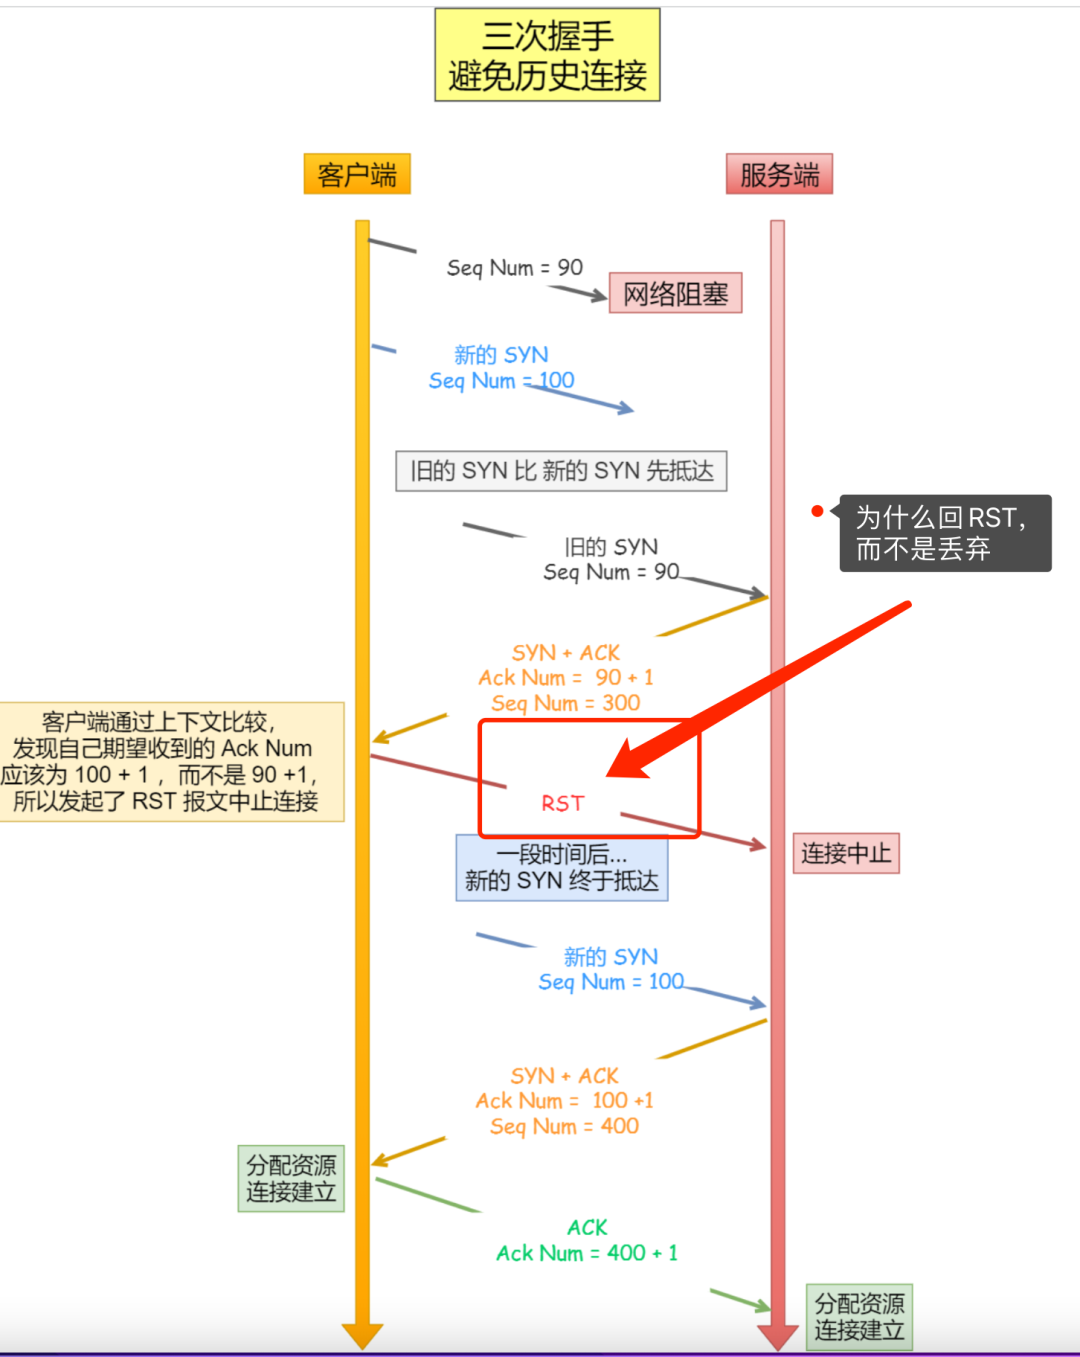 三次握手
避免历史连接
客户端
服务端
Seq Num = 90
网络阻塞
新的 SYN
Seq Num = 100
旧的 SYN 比 新的 SYN 先抵达
为什么回RST，
而不是丢弃
旧的 SYN
Seq Num = 90
SYN + ACK
Ack Num = 90 + 1
Seq Num = 300
客户端通过上下文比较，
发现自己期望收到的 Ack Num
应该为 100 + 1 ，而不是 90 +1，
所以发起了 RST 报文中止连接
RST
连接中止
一段时间后...
新的 SYN 终于抵达
新的 SYN
Seq Num = 100
SYN + ACK
Ack Num = 100 +1
Seq Num = 400
分配资源
连接建立
ACK
Ack Num = 400 + 1
分配资源
连接建立